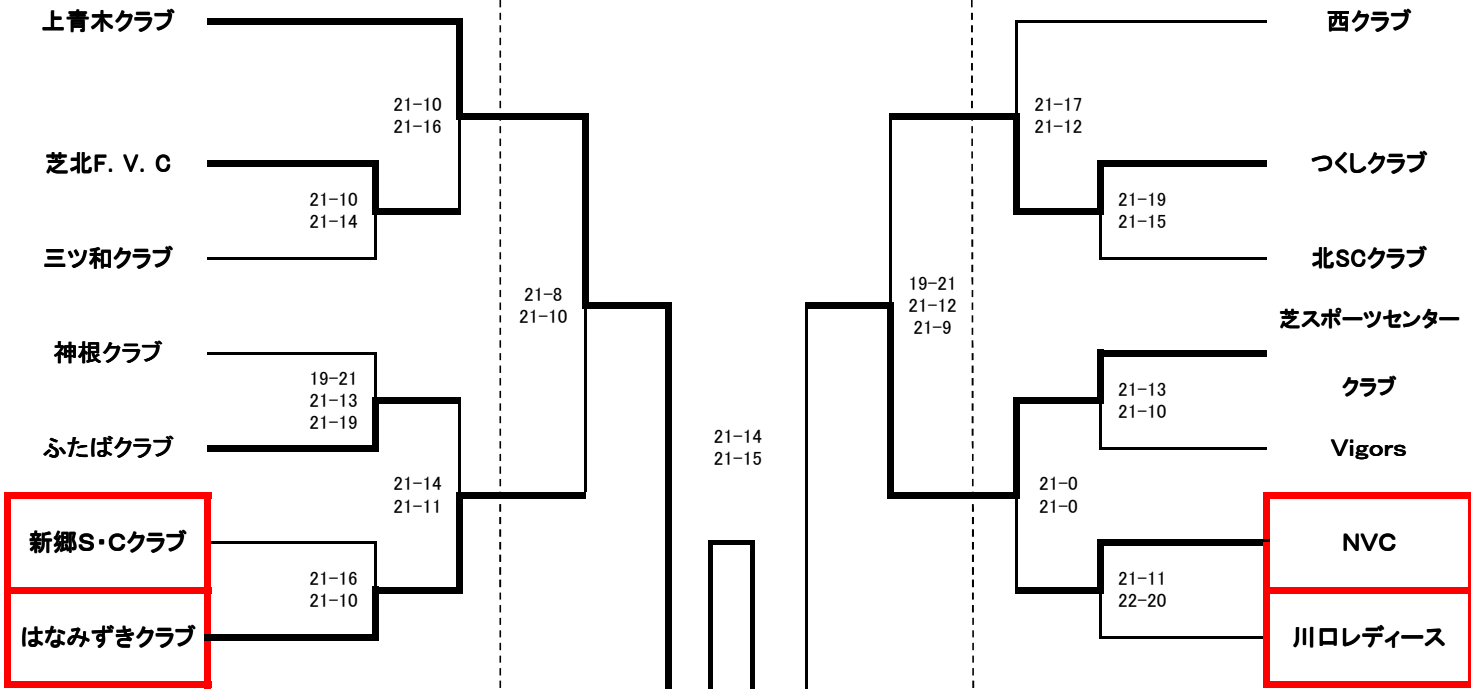 上青木クラブ
西クラブ
21-10
21-16
21-17
21-12
芝北F. V. C
つくしクラブ
21-10
21-14
21-19
21-15
三ツ和クラブ
北SCクラブ
21-8
21-10
19-21
21-12
21-9
芝スポーツセンター
クラブ
神根クラブ
19-21
21-13
21-19
21-13
21-10
ふたばクラブ
Vigors
21-14
21-15
21-14
21-11
21-0
21-0
新郷S・Cクラブ
NVC
21-16
21-10
21-11
22-20
はなみずきクラブ
川口レディース